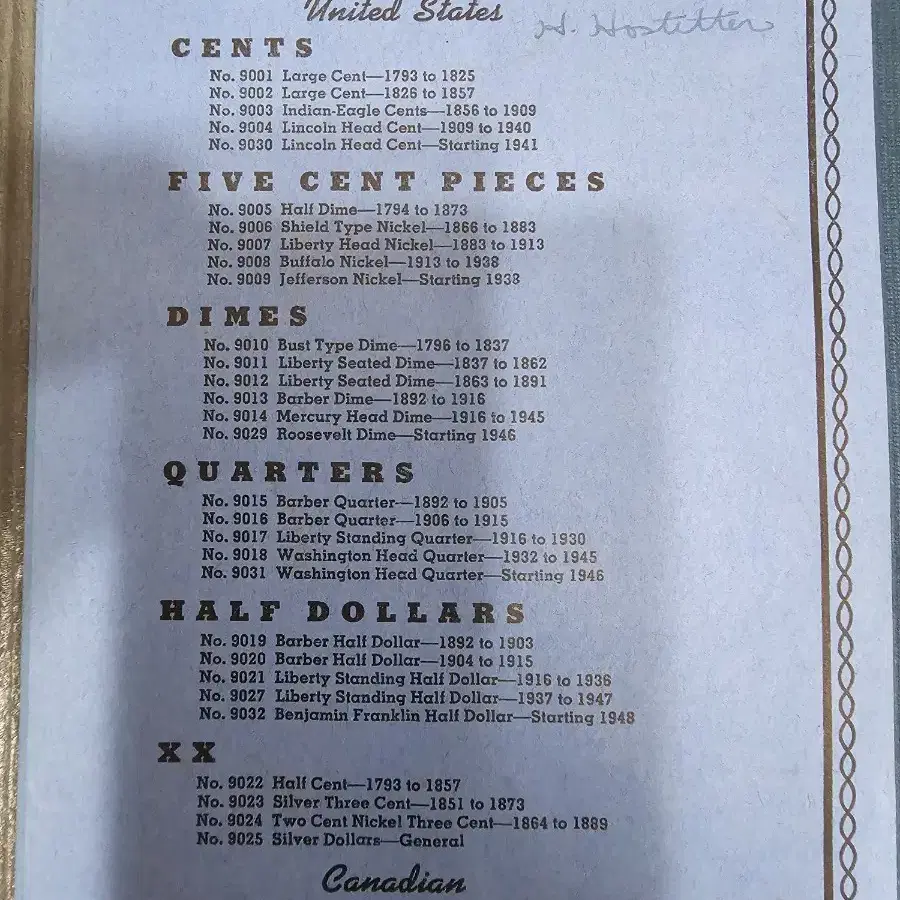 United States
H. Hostetter
CENTS
No. 9001 Large Cent—1793 to 1825
No. 9002 Large Cent—1826 to 1857
No. 9003 Indian-Eagle Cents—1856 to 1909
No. 9004 Lincoln Head Cent—1909 to 1940
No. 9030 Lincoln Head Cent—Starting 1941
FIVE CENT PIECES
No. 9005 Half Dime—1794 to 1873
No. 9006 Shield Type Nickel—1866 to 1883
No. 9007 Liberty Head Nickel—1883 to 1913
No. 9008 Buffalo Nickel—1913 to 1938
No. 9009 Jefferson Nickel—Starting 1938
DIMES
No. 9010 Bust Type Dime—1796 to 1837
No. 9011 Liberty Seated Dime—1837 to 1862
No. 9012 Liberty Seated Dime—1863 to 1891
No. 9013 Barber Dime—1892 to 1916
No. 9014 Mercury Head Dime—1916 to 1945
No. 9029 Roosevelt Dime—Starting 1946
QUARTERS
No. 9015 Barber Quarter—1892 to 1905
No. 9016 Barber Quarter—1906 to 1915
No. 9017 Liberty Standing Quarter—1916 to 1930
No. 9018 Washington Head Quarter—1932 to 1945
No. 9031 Washington Head Quarter—Starting 1946
HALF DOLLARS
No. 9019 Barber Half Dollar—1892 to 1903
No. 9020 Barber Half Dollar—1904 to 1915
No. 9021 Liberty Standing Half Dollar—1916 to 1936
No. 9027 Liberty Standing Half Dollar—1937 to 1947
No. 9032 Benjamin Franklin Half Dollar—Starting 1948
XX
No. 9022 Half Cent—1793 to 1857
No. 9023 Silver Three Cent—1851 to 1873
No. 9024 Two Cent Nickel Three Cent—1864 to 1889
No. 9025 Silver Dollars—General
Canadian